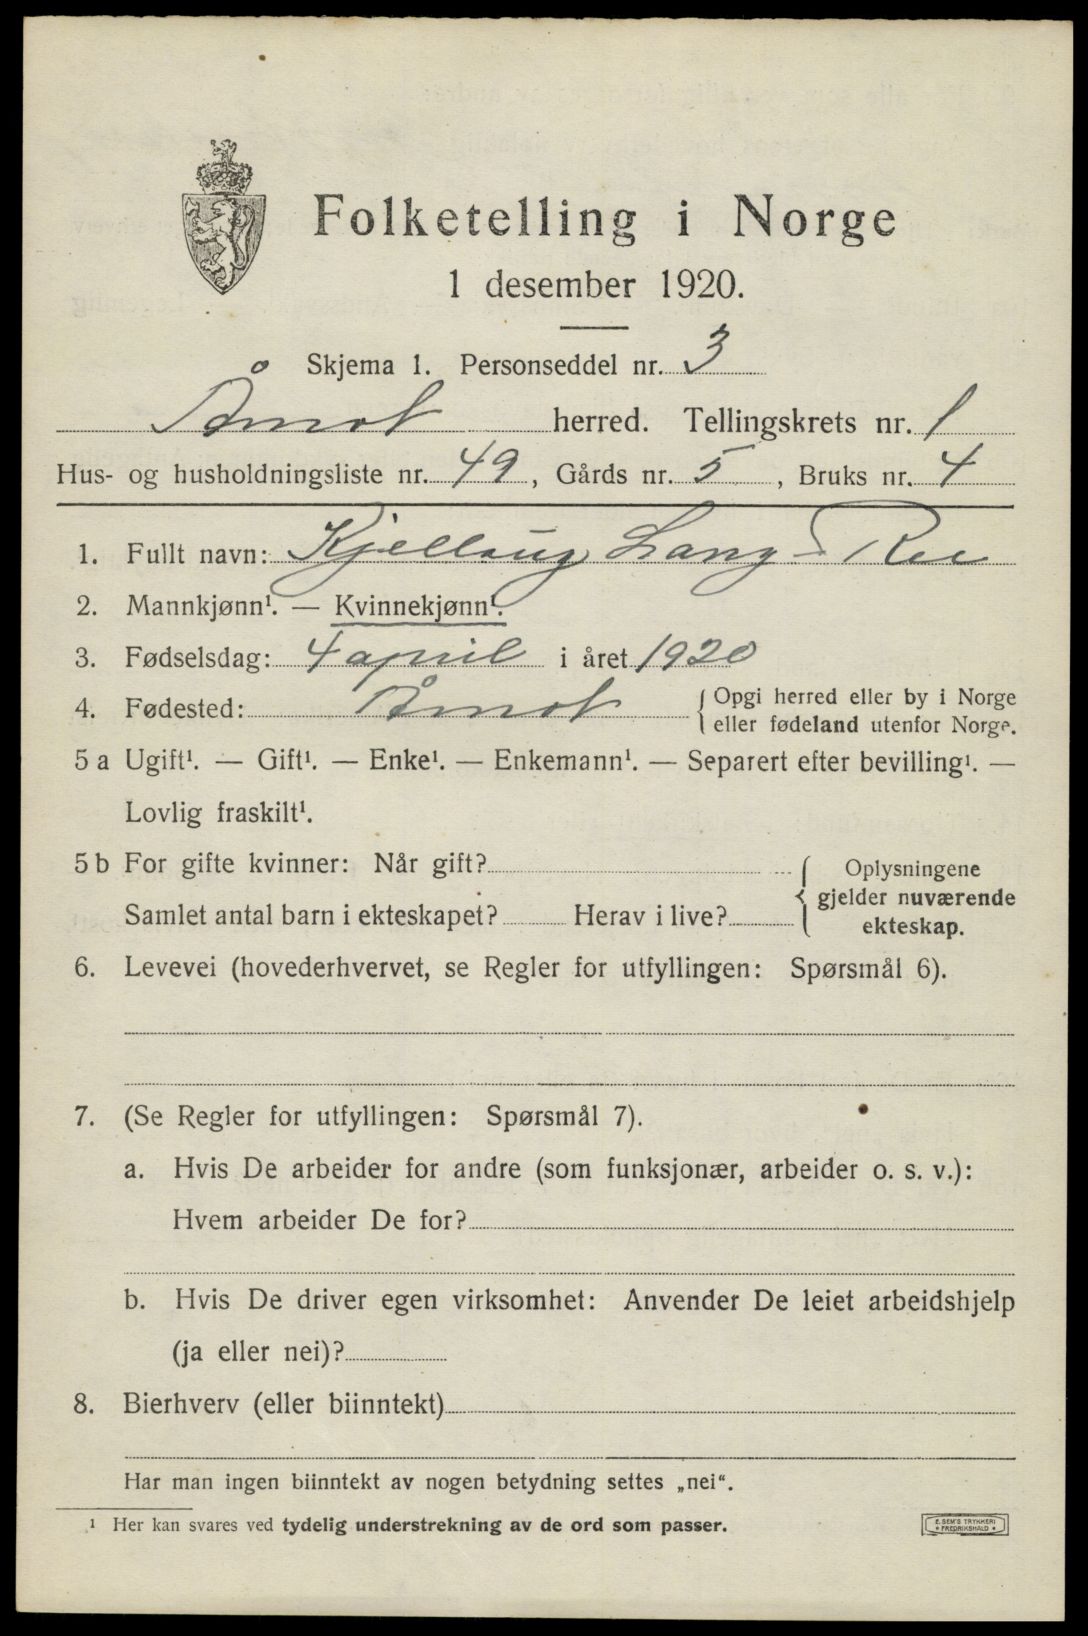 Folketelling i Norge
1 desember 1920.
Skjema 1. Personseddel nr. 3
Åmot herred. Tellingskrets nr. 1
Hus- og husholdningsliste nr. 49, Gårds nr. 5, Bruks nr. 4
1. Fullt navn: Kjellaug Lang-Ree
2. Mannkjønn¹. — Kvinnekjønn¹.
3. Fødselsdag: 4 april i året 1920
4. Fødested: Åmot { Opgi herred eller by i Norge
eller fødeland utenfor Norge.
5 a Ugift¹. — Gift¹. — Enke¹. — Enkemann¹. — Separert efter bevilling¹. —
Lovlig fraskilt¹.
5 b For gifte kvinner: Når gift? { Oplysningene
gjelder nuværende
Samlet antal barn i ekteskapet? Herav i live? ekteskap.
6. Levevei (hovederhvervet, se Regler for utfyllingen: Spørsmål 6).
7. (Se Regler for utfyllingen: Spørsmål 7).
a. Hvis De arbeider for andre (som funksjonær, arbeider o. s. v.):
Hvem arbeider De for?
b. Hvis De driver egen virksomhet: Anvender De leiet arbeidshjelp
(ja eller nei)?
8. Bierhverv (eller biinntekt)
Har man ingen biinntekt av nogen betydning settes „nei“.
¹ Her kan svares ved tydelig understrekning av de ord som passer.
E. SEM'S TRYKKERI
* FREDRIKSHALD *